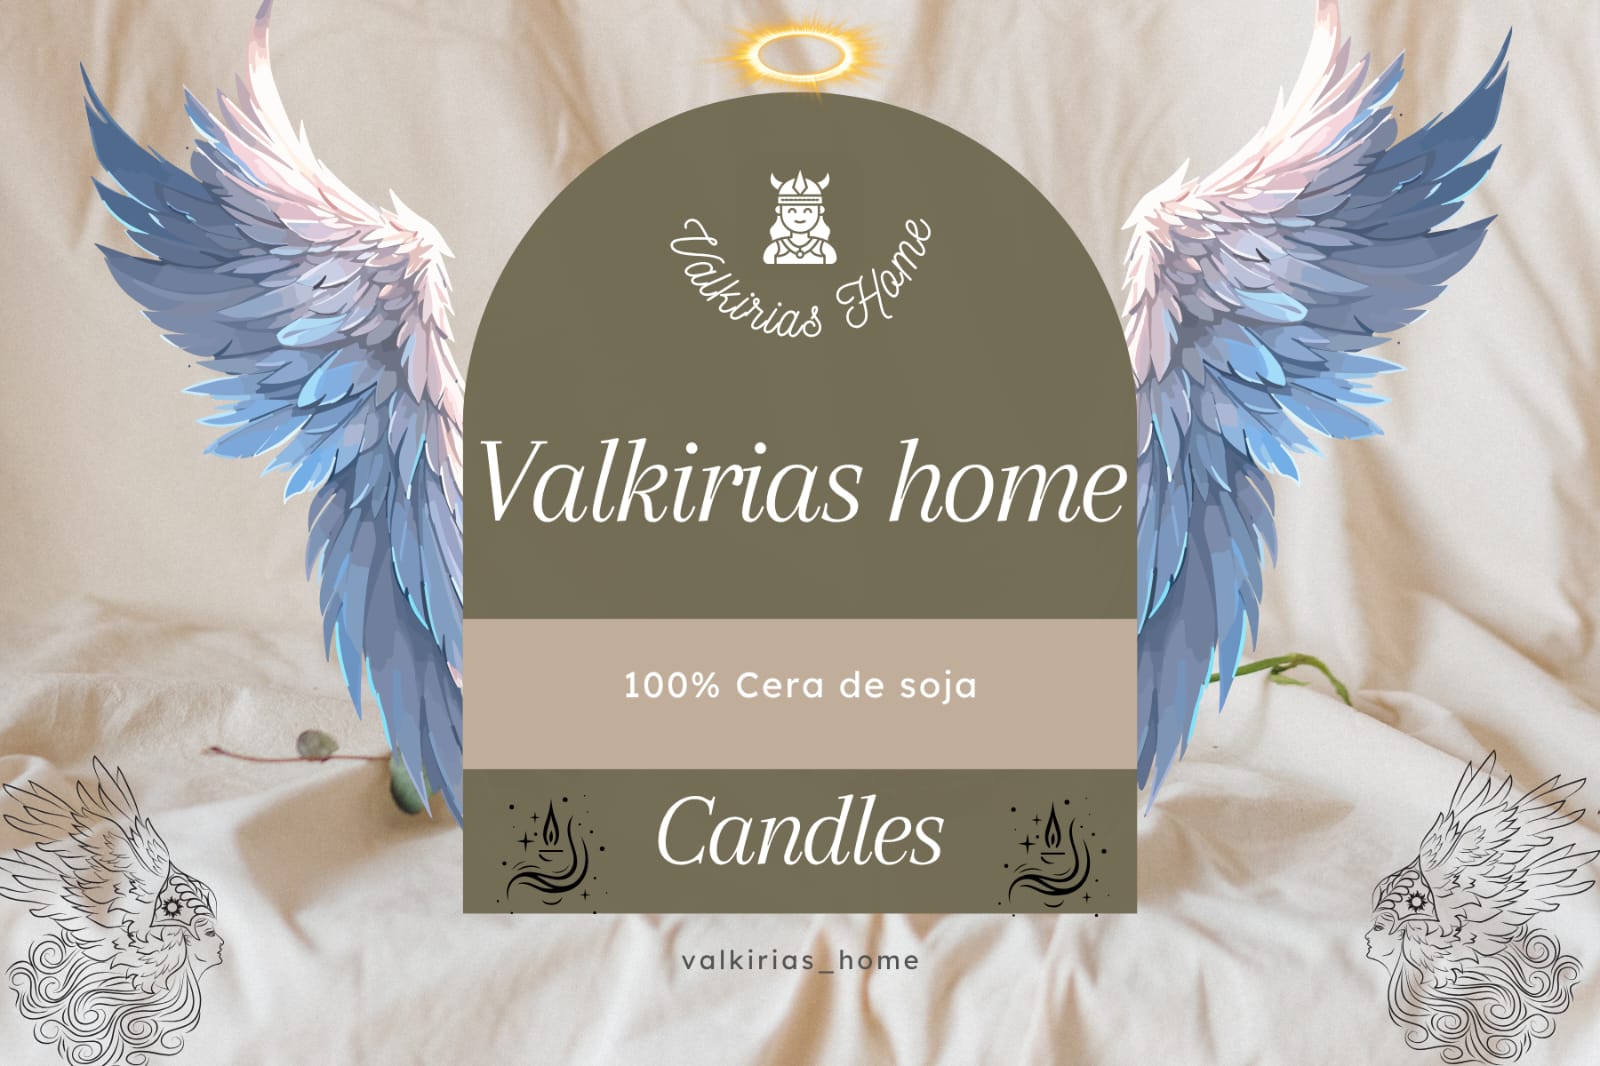 Valkirias Home
Valkirias home
100% Cera de soja
Candles
valkirias_home